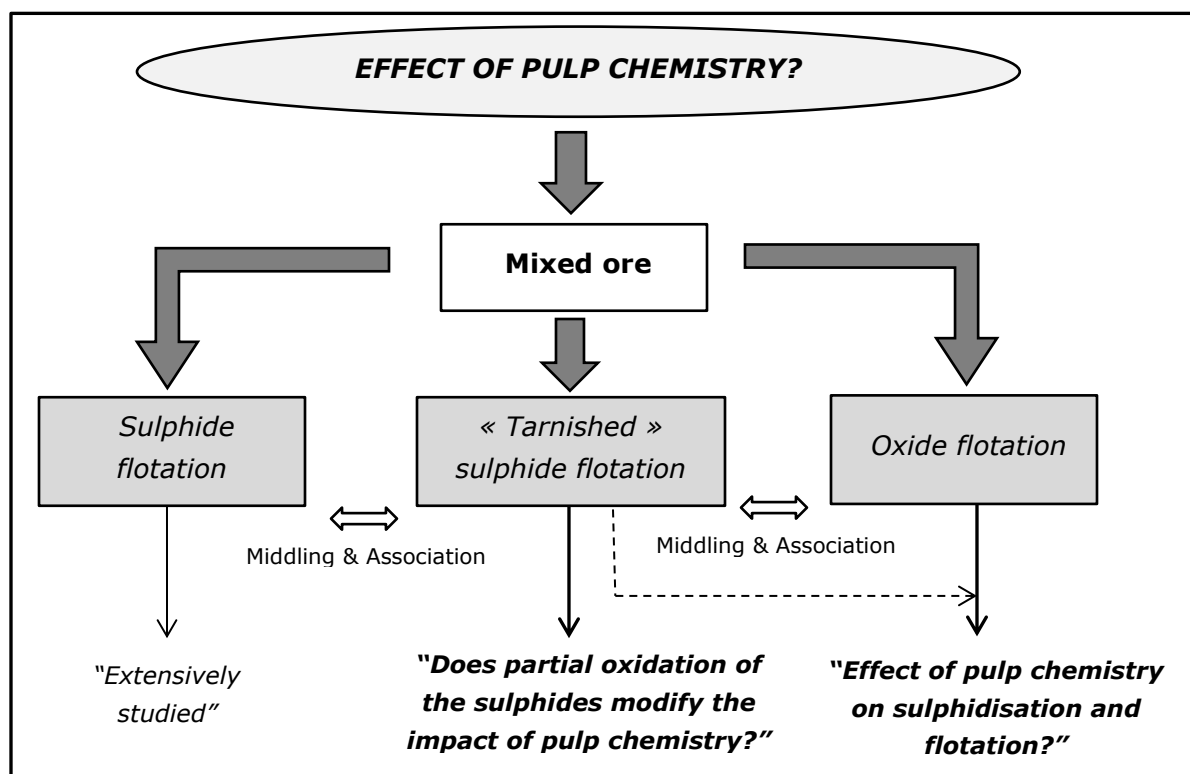 EFFECT OF PULP CHEMISTRY?
Mixed ore
Sulphide
flotation
« Tarnished »
sulphide flotation
Oxide flotation
Middling & Association
Middling & Association
“Extensively
studied”
“Does partial oxidation of
the sulphides modify the
impact of pulp chemistry?”
“Effect of pulp chemistry
on sulphidisation and
flotation?”